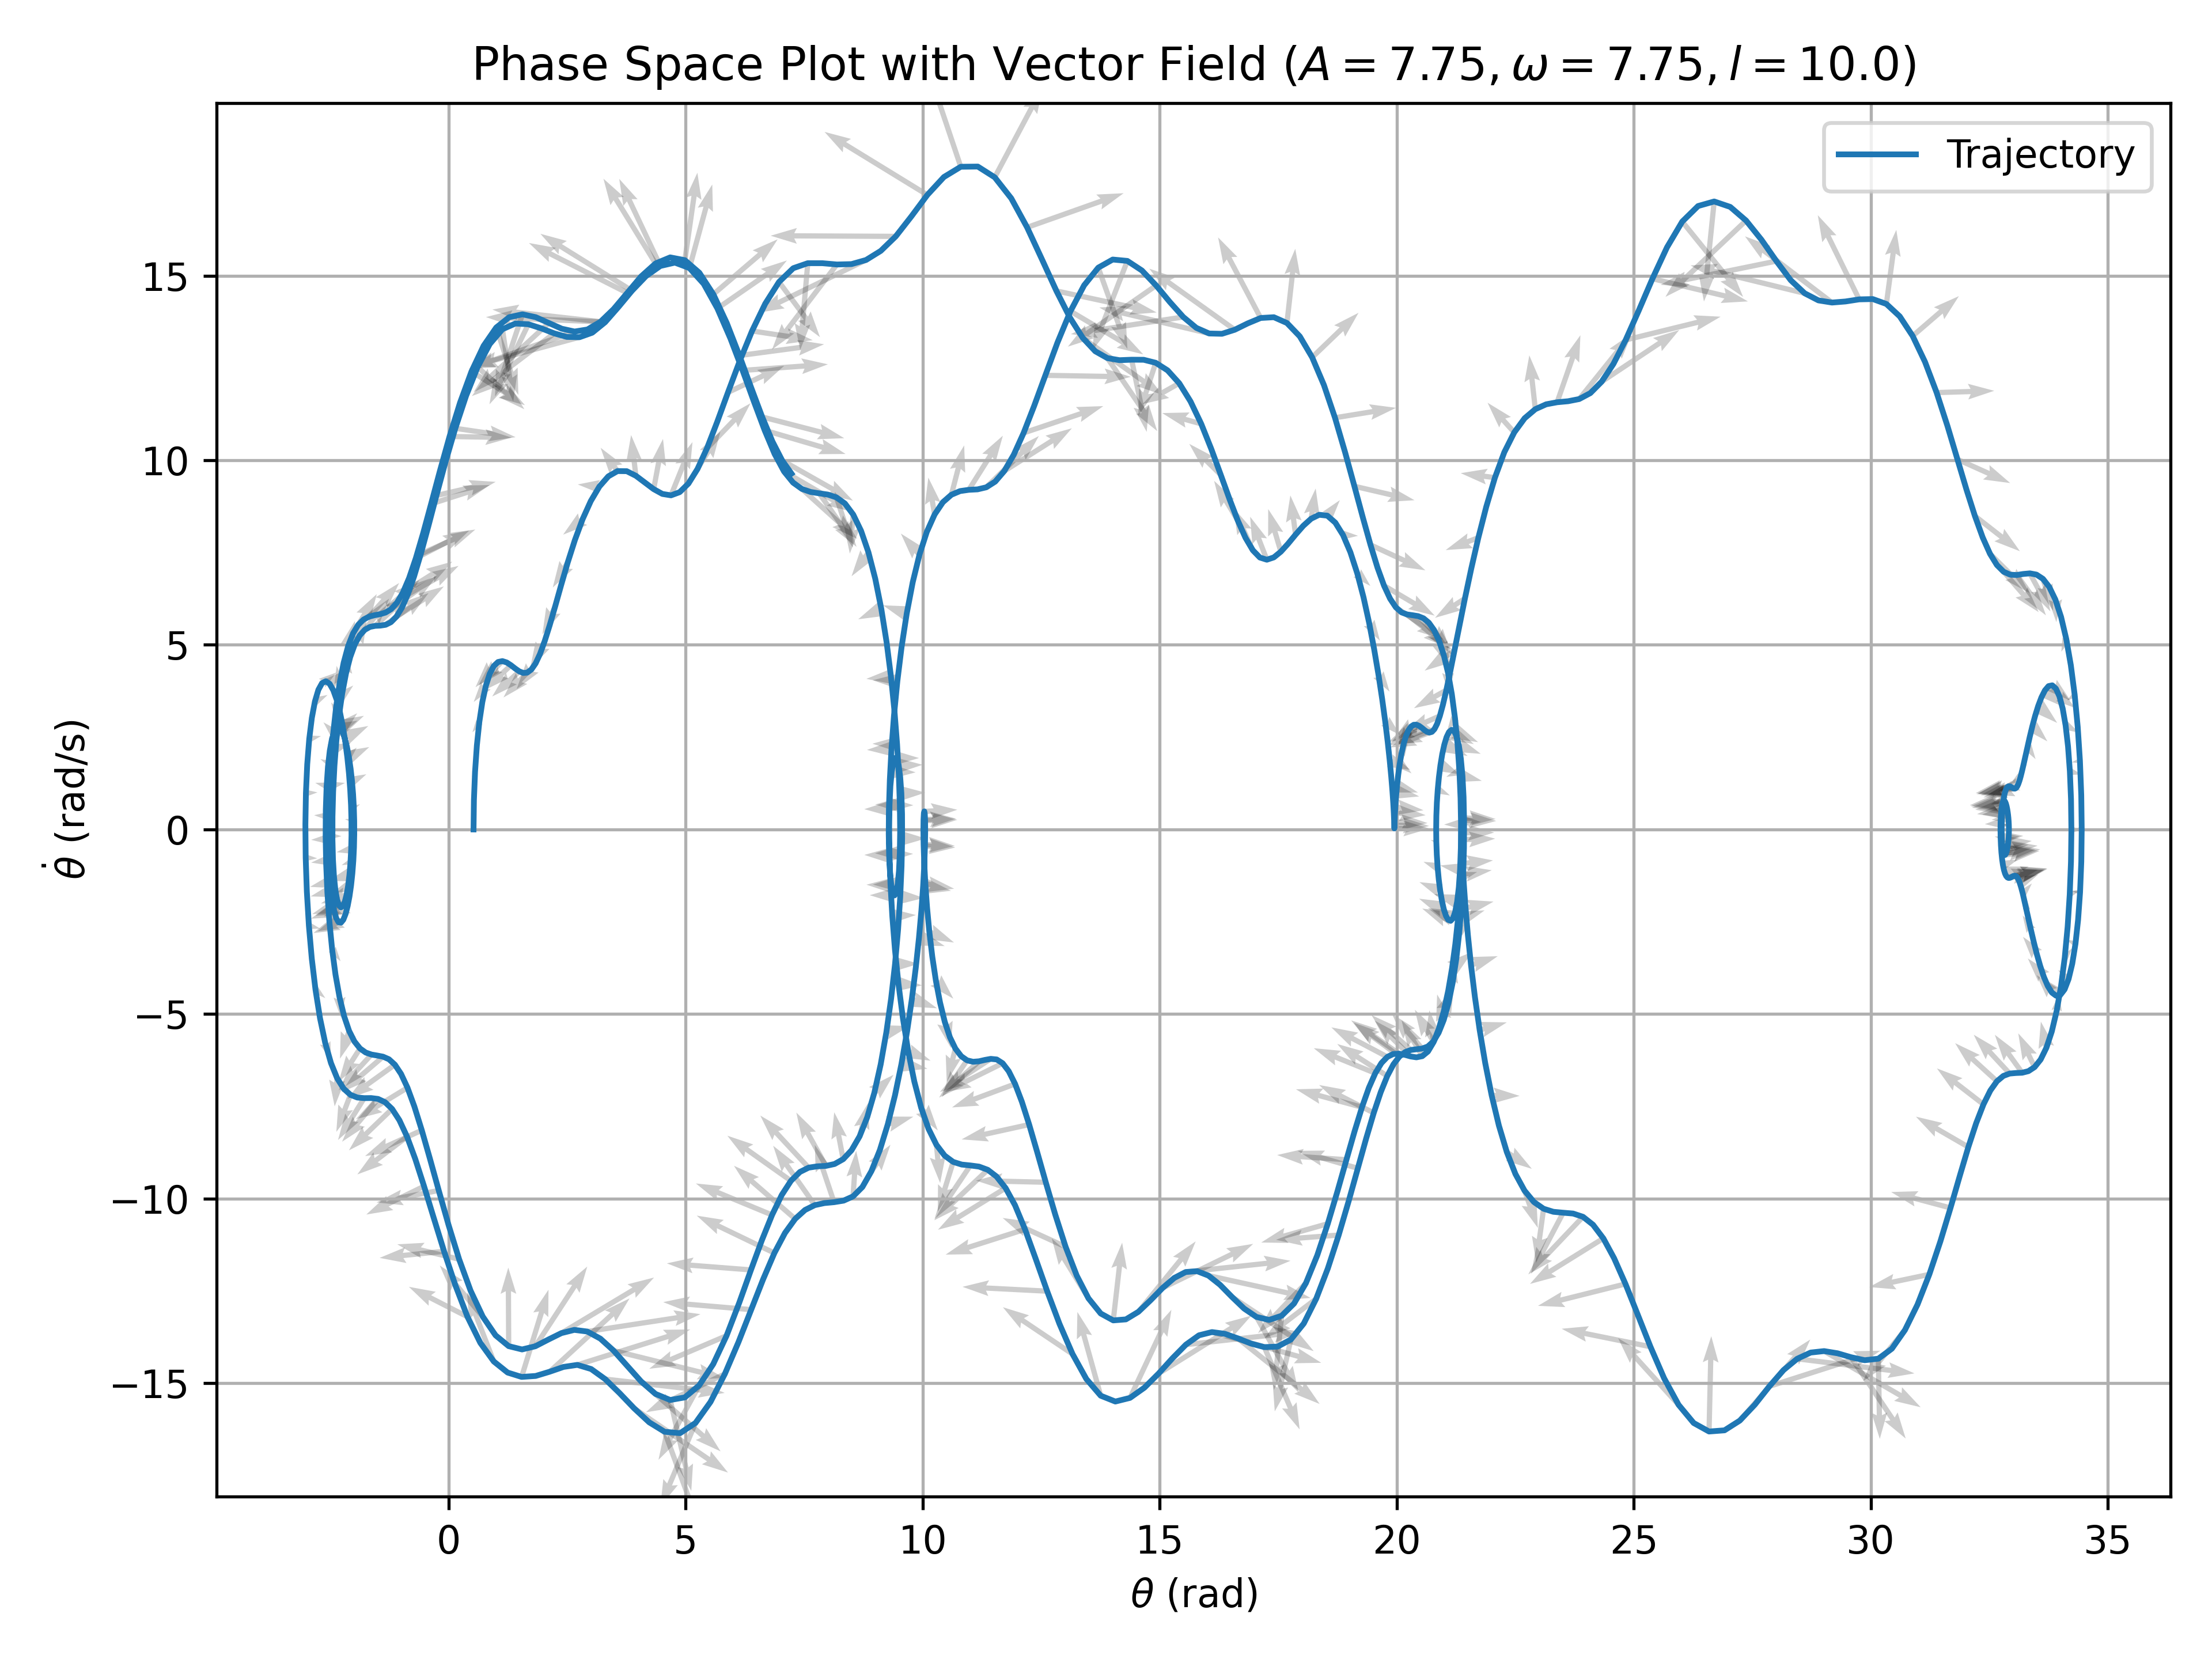 Phase Space Plot with Vector Field (A = 7.75, ω = 7.75, l = 10.0)
Trajectory
15
10
5
0
−5
−10
−15
θ̇ (rad/s)
0 5 10 15 20 25 30 35
θ (rad)